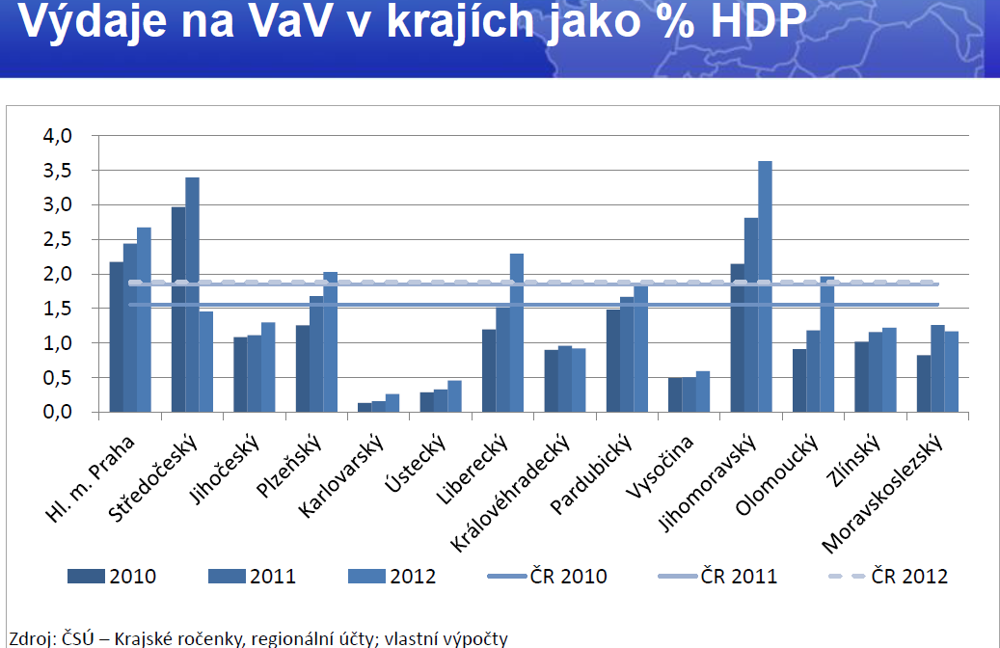 Výdaje na VaV v krajích jako % HDP
4,0
3,5
3,0
2,5
2,0
1,5
1,0
0,5
0,0
Hl. m. Praha
Středočeský
Jihočeský
Plzeňský
Karlovarský
Ústecký
Liberecký
Královéhradecký
Pardubický
Vysočina
Jihomoravský
Olomoucký
Zlínský
Moravskoslezský
2010 2011 2012 ČR 2010 ČR 2011 ČR 2012
Zdroj: ČSÚ – Krajské ročenky, regionální účty; vlastní výpočty